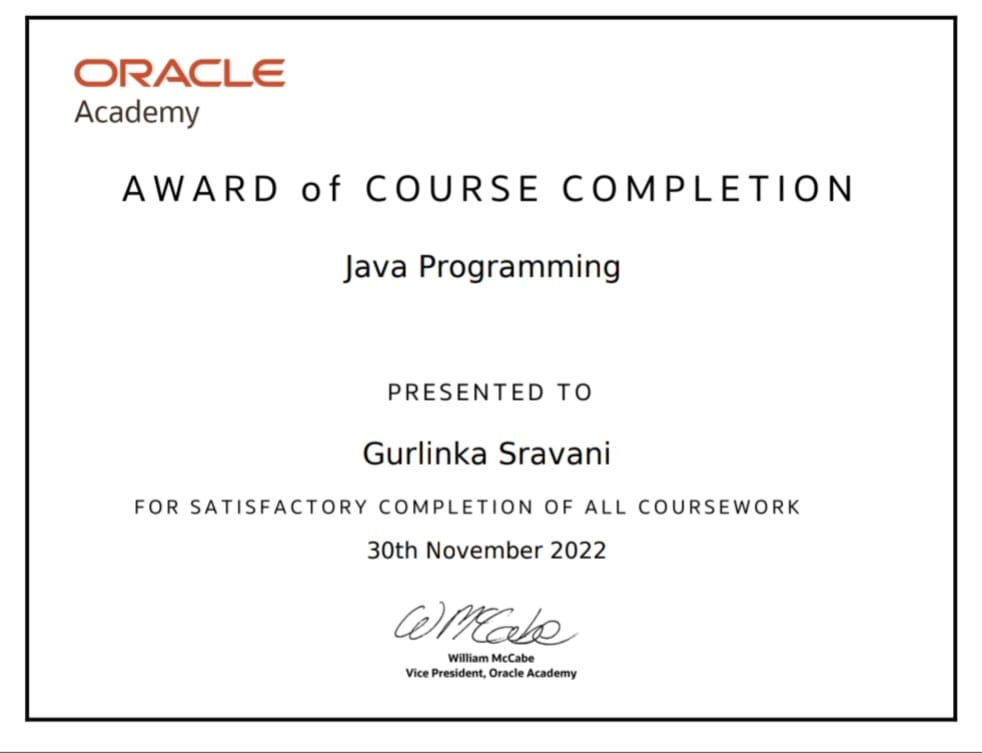 ORACLE
Academy
AWARD of COURSE COMPLETION
Java Programming
PRESENTED TO
Gurlinka Sravani
FOR SATISFACTORY COMPLETION OF ALL COURSEWORK
30th November 2022
W McCabe
William McCabe
Vice President, Oracle Academy